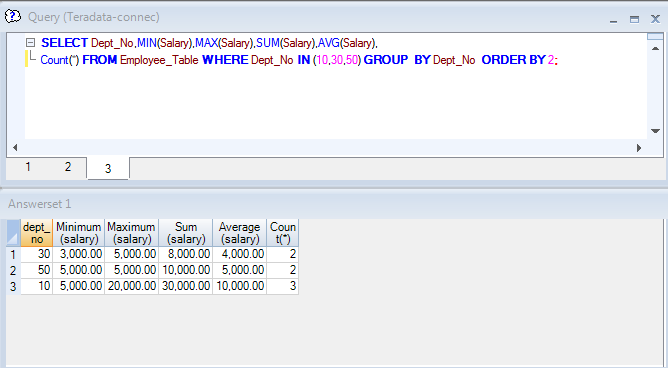 Query (Teradata-connec)
SELECT Dept_No,MIN(Salary),MAX(Salary),SUM(Salary),AVG(Salary),
Count(*) FROM Employee_Table WHERE Dept_No IN (10,30,50) GROUP BY Dept_No ORDER BY 2;
1 2 3
Answerset 1
dept_ Minimum Maximum Sum Average Coun
no (salary) (salary) (salary) (salary) t(*)
1 30 3,000.00 5,000.00 8,000.00 4,000.00 2
2 50 5,000.00 5,000.00 10,000.00 5,000.00 2
3 10 5,000.00 20,000.00 30,000.00 10,000.00 3